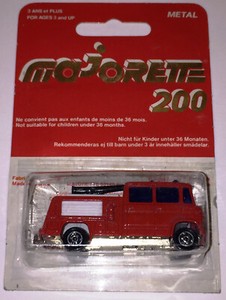 3 ANS et PLUS
FOR AGES 3 and UP
METAL
MAJORETTE
200
Ne convient pas aux enfants de moins de 36 mois.
Not suitable for children under 36 months.
Nicht für Kinder unter 36 Monaten.
Rekommenderas ej till barn under 3 år innehåller smådelar.
Made